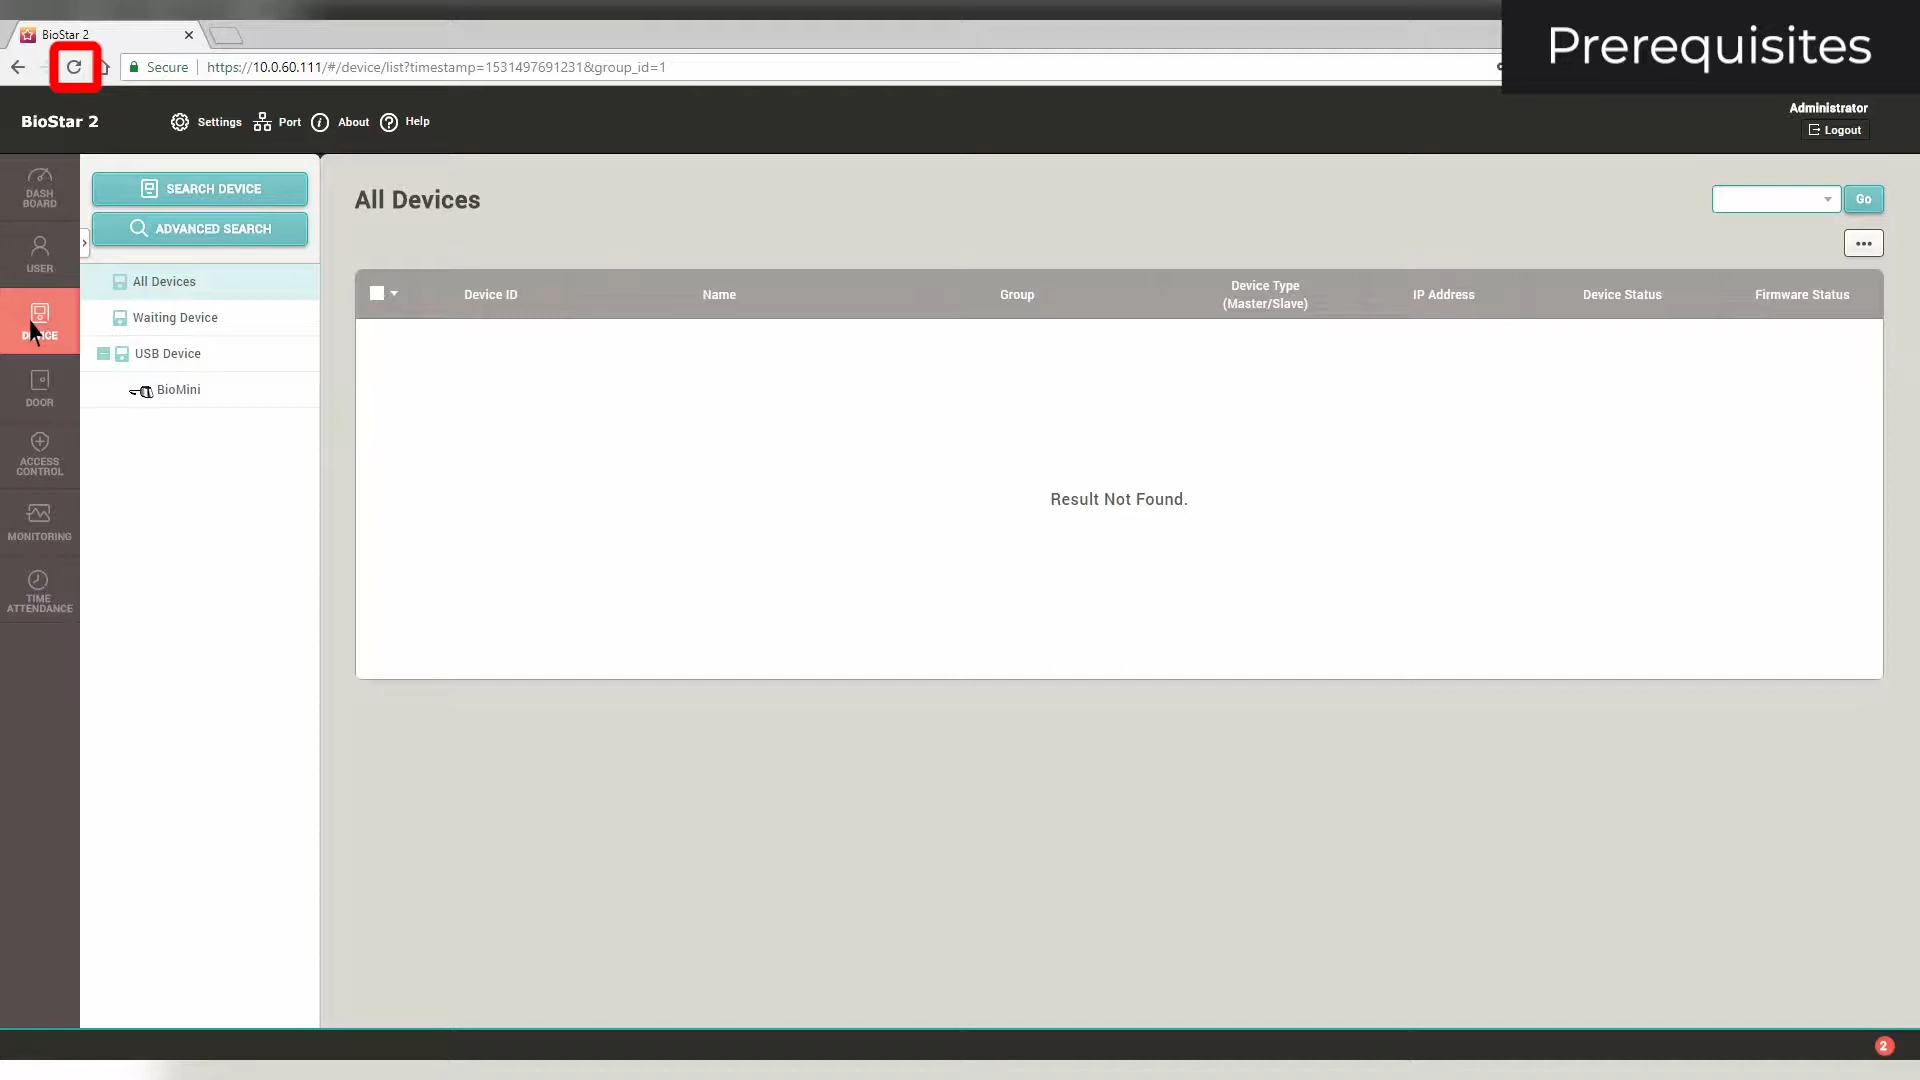 BioStar 2
Prerequisites
Secure
https://10.0.60.111/#/device/list?timestamp=1531497691231&group_id=1
BioStar 2
Settings
Port
About
Help
Administrator
Logout
DASH
BOARD
USER
DOOR
ACCESS
CONTROL
MONITORING
TIME
ATTENDANCE
SEARCH DEVICE
ADVANCED SEARCH
All Devices
Waiting Device
USB Device
BioMini
All Devices
Go
Device ID
Name
Group
Device Type
(Master/Slave)
IP Address
Device Status
Firmware Status
Result Not Found.
2